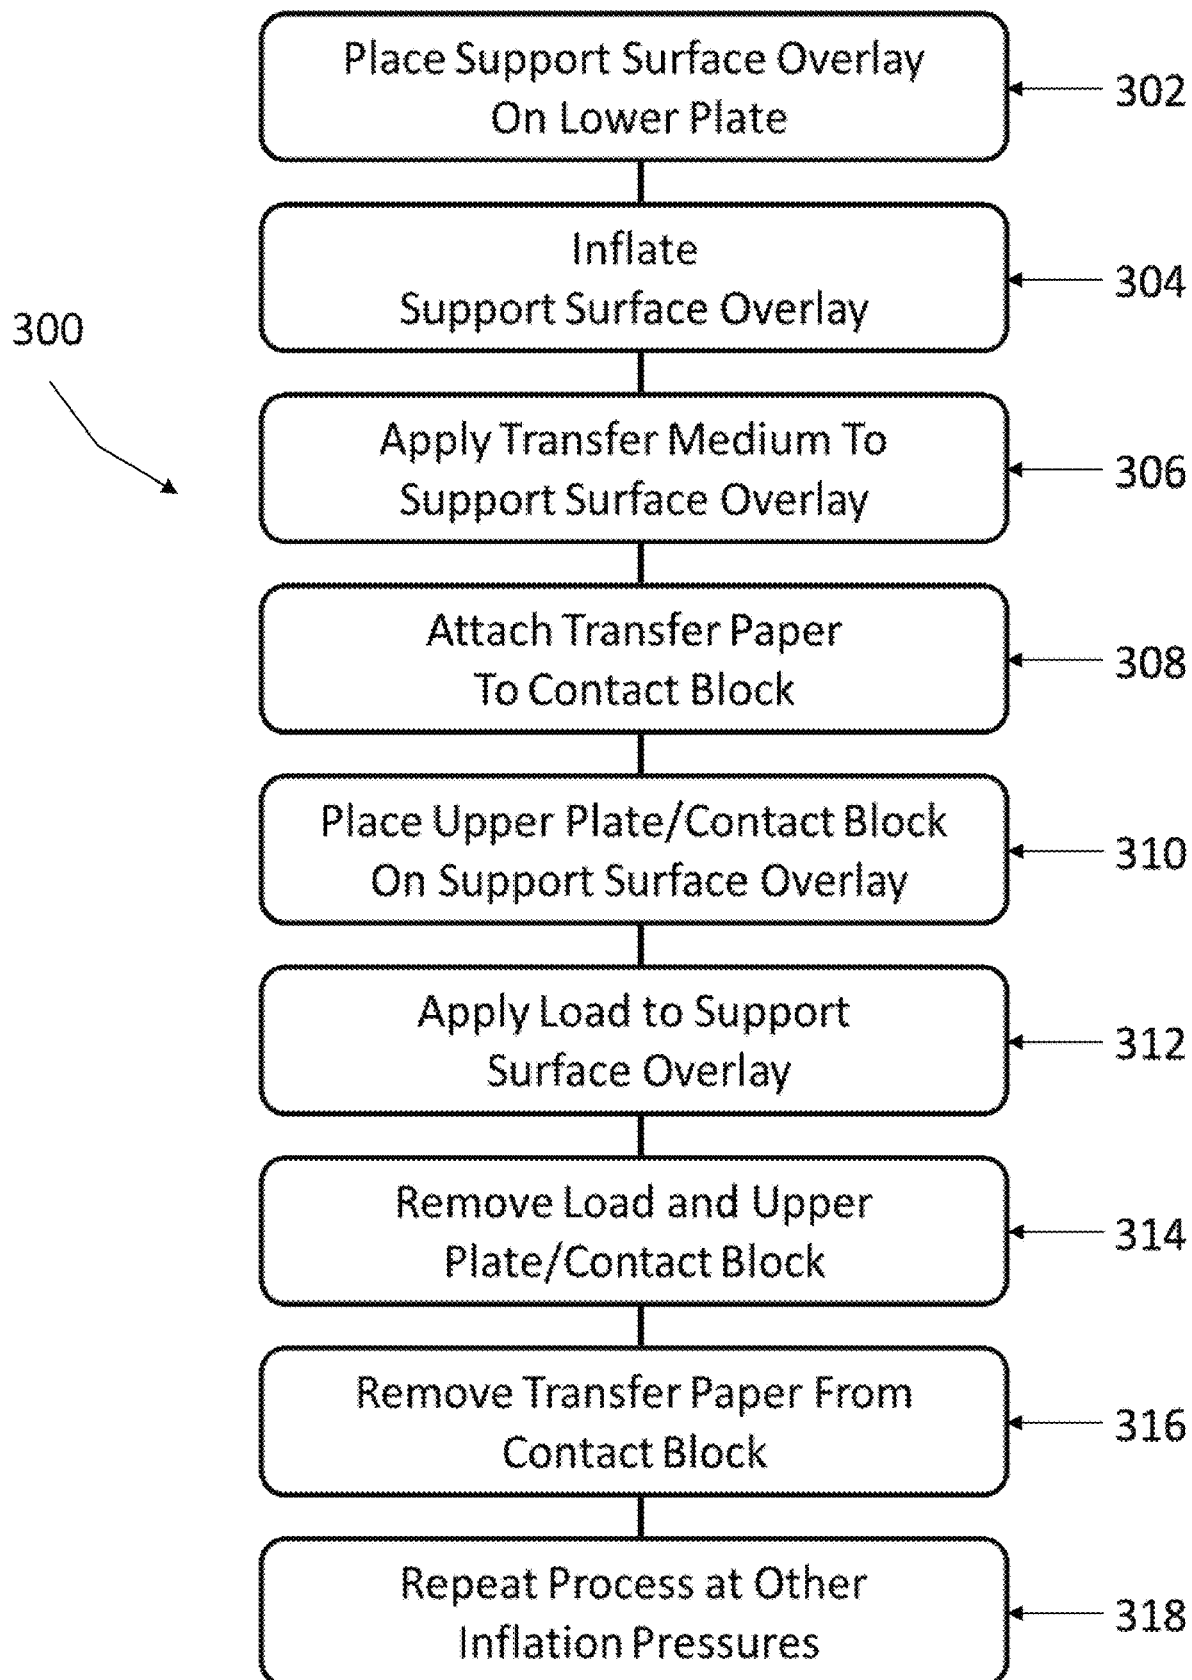 Place Support Surface Overlay
On Lower Plate
302
Inflate
Support Surface Overlay
304
300
Apply Transfer Medium To
Support Surface Overlay
306
Attach Transfer Paper
To Contact Block
308
Place Upper Plate/Contact Block
On Support Surface Overlay
310
Apply Load to Support
Surface Overlay
312
Remove Load and Upper
Plate/Contact Block
314
Remove Transfer Paper From
Contact Block
316
Repeat Process at Other
Inflation Pressures
318